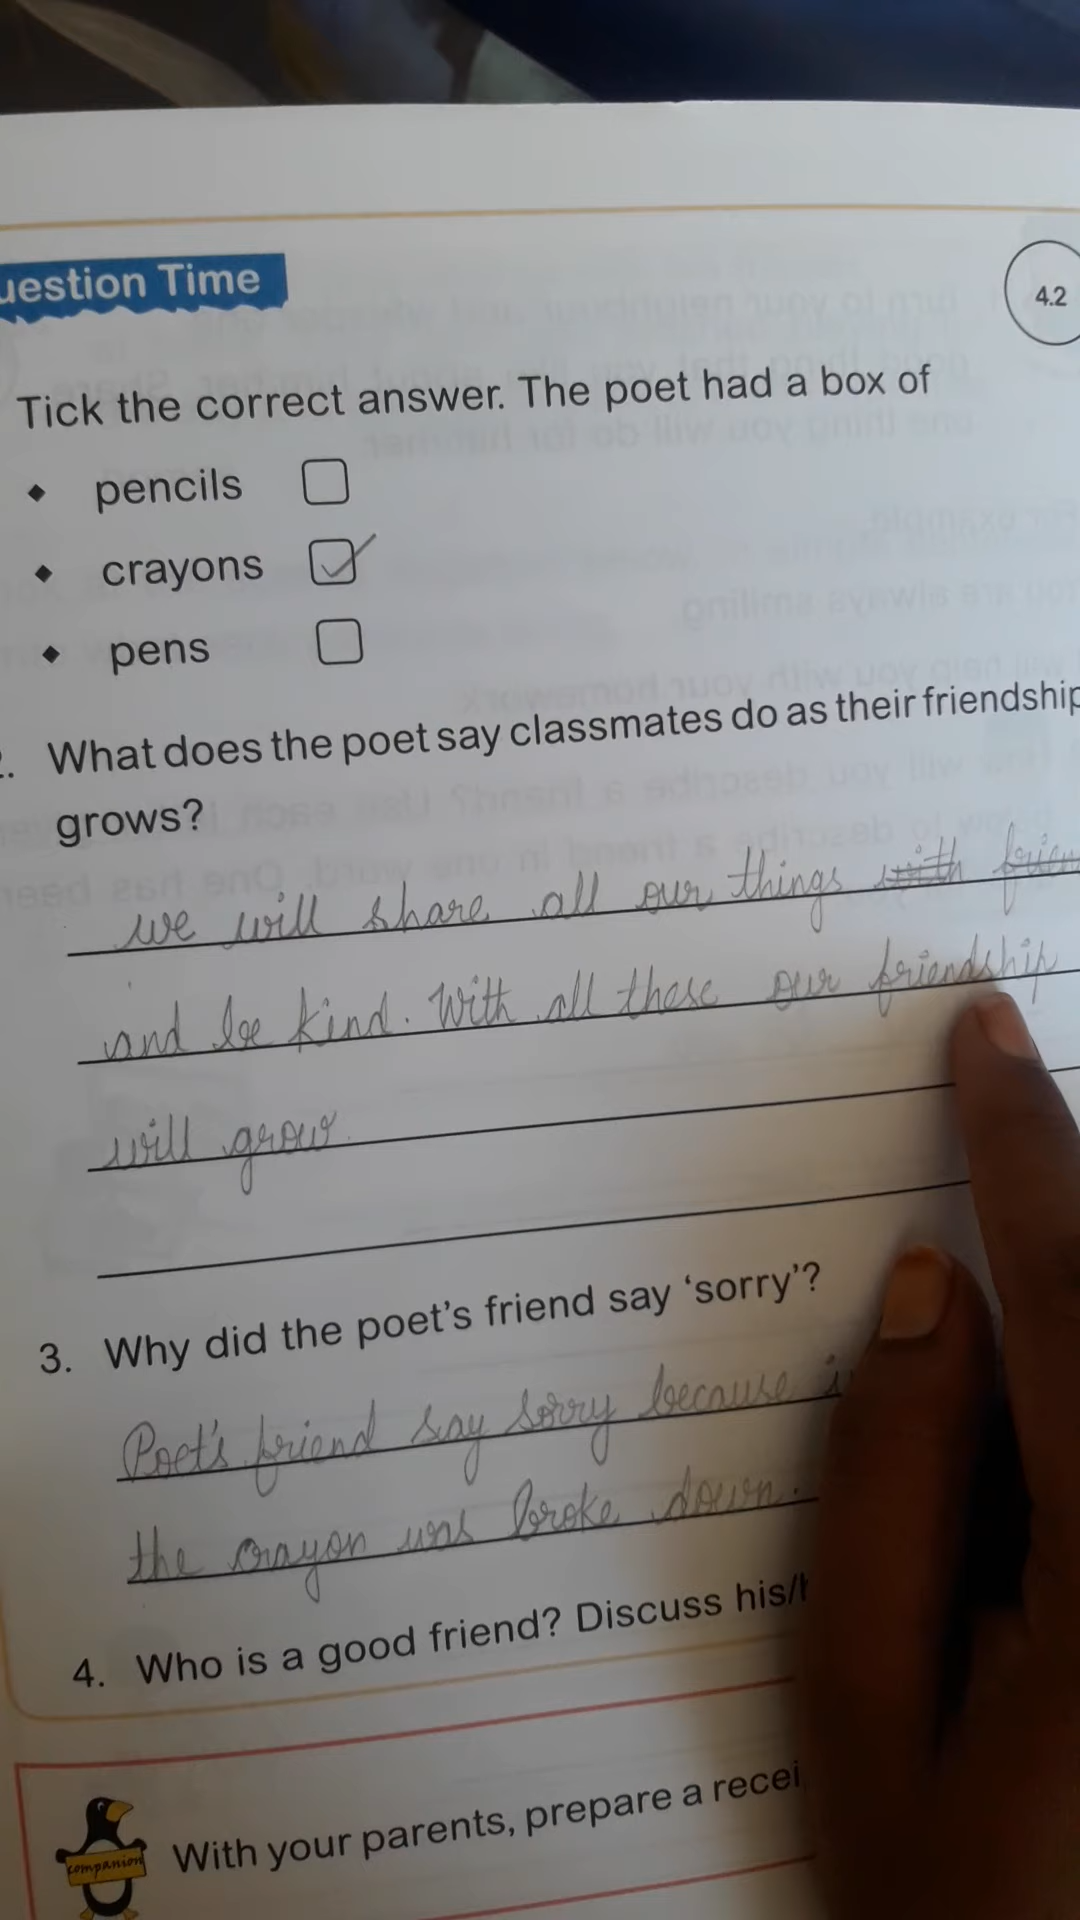 uestion Time
4.2
Tick the correct answer. The poet had a box of
◆ pencils
◆ crayons
◆ pens
. What does the poet say classmates do as their friendship
grows?
we will share all our things with frien
and be kind. With all these our friendship
will grow.
3. Why did the poet's friend say 'sorry'?
Poet's friend say sorry because
the crayon was broke down.
4. Who is a good friend? Discuss his/
With your parents, prepare a recei
companion